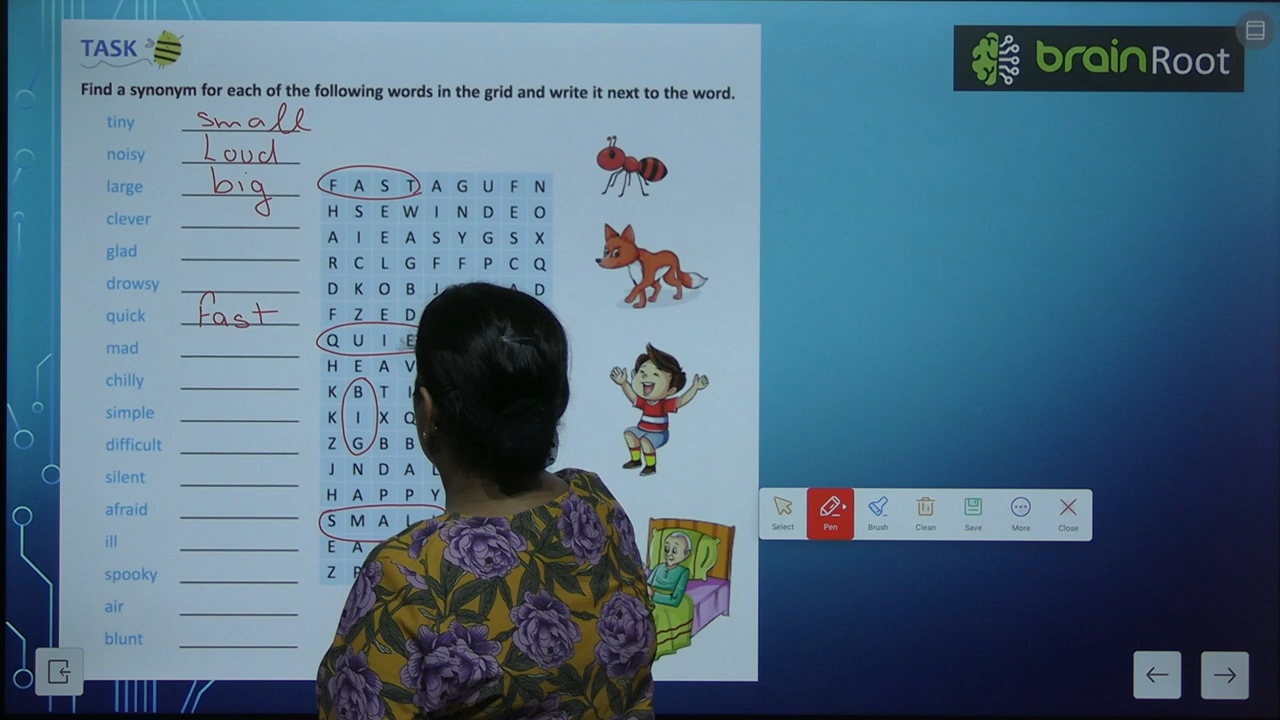 TASK
brainRoot
Find a synonym for each of the following words in the grid and write it next to the word.
tiny small
noisy Loud
large big
clever
glad
drowsy
quick fast
mad
chilly
simple
difficult
silent
afraid
ill
spooky
air
blunt
F A S T A G U F N
H S E W I N D E O
A I E A S Y G S X
R C L G F F P C Q
D K O B J A D
F Z E D
Q U I E
H E A V
K B T
K I X Q
Z G B B
J N D A L
H A P P Y
S M A L
E A
Z
Select
Pen
Brush
Clean
Save
More
Close